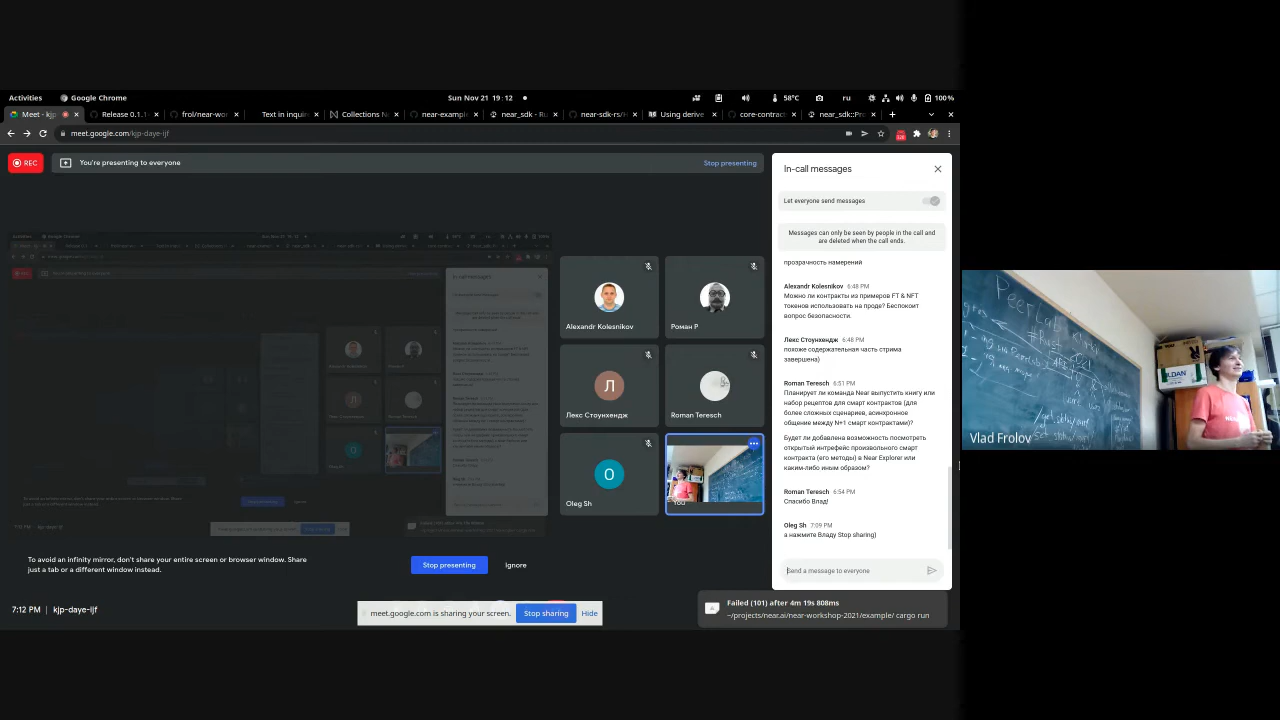 Activities
Google Chrome
Sun Nov 21 19:12
58°C
ru
100%
Meet - kjp
Release 0.1.1
frol/near-wor
Text in inquir
Collections N
near-example
near_sdk - Ru
near-sdk-rs/H
Using derive
core-contract
near_sdk::Pro
meet.google.com/kjp-daye-ijf
REC
You're presenting to everyone
Stop presenting
Alexandr Kolesnikov
Роман Р
Лекс Стоунхендж
Roman Teresch
Oleg Sh
You
To avoid an infinity mirror, don't share your entire screen or browser window. Share
just a tab or a different window instead.
Stop presenting
Ignore
7:12 PM | kjp-daye-ijf
meet.google.com is sharing your screen.
Stop sharing
Hide
In-call messages
Let everyone send messages
Messages can only be seen by people in the call and
are deleted when the call ends.
прозрачность намерений
Alexandr Kolesnikov 6:48 PM
Можно ли контракты из примеров FT & NFT
токенов использовать на проде? Беспокоит
вопрос безопасности.
Лекс Стоунхендж 6:48 PM
похоже содержательная часть стрима
завершена)
Roman Teresch 6:51 PM
Планирует ли команда Near выпустить книгу или
набор рецептов для смарт контрактов (для
более сложных сценариев, асинхронное
общение между N+1 смарт контрактами)?
Будет ли добавлена возможность посмотреть
открытый интрефейс произвольного смарт
контракта (его методы) в Near Explorer или
каким-либо иным образом?
Roman Teresch 6:54 PM
Спасибо Влад!
Oleg Sh 7:09 PM
а нажмите Владу Stop sharing)
Send a message to everyone
Failed (101) after 4m 19s 808ms
~/projects/near.ai/near-workshop-2021/example/ cargo run
Vlad Frolov